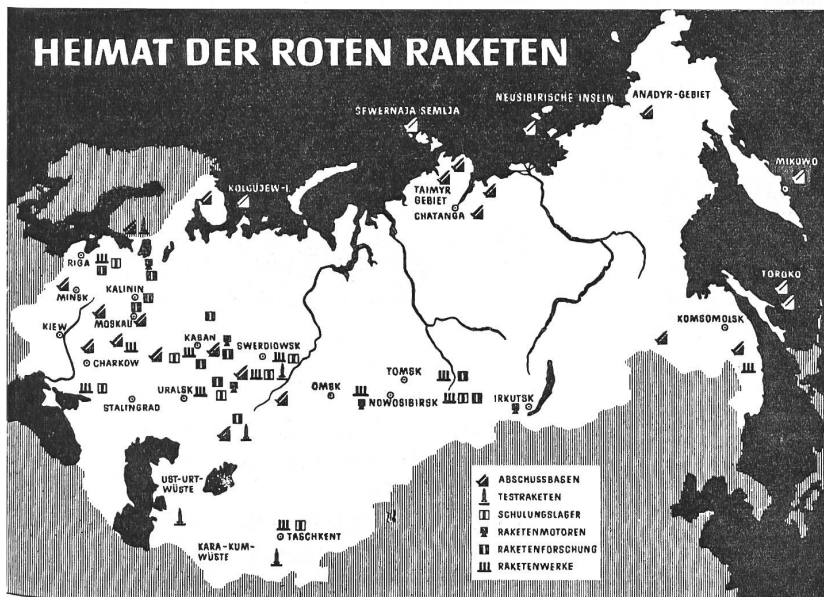 HEIMAT DER ROTEN RAKETEN
SEWERNAJA SEMLJA
NEUSIBIRISCHE INSELN
ANADYR-GEBIET
MIKOWO
KOLGUJEW-I.
TAIMYR
GEBIET
CHATANGA
RIGA
MINSK
KALININ
MOSKAU
KIEW
CHARKOW
KASAN
SWERDIOWSK
TOROKO
KOMSOMOLSK
URALSK
STALINGRAD
OMSK
TOMSK
NOWOSIBIRSK
IRKUTSK
UST-URT-
WÜSTE
KARA-KUM-
WÜSTE
TASCHKENT
ABSCHUSSBASEN
TESTRAKETEN
SCHULUNGSLAGER
RAKETENMOTOREN
RAKETENFORSCHUNG
RAKETENWERKE